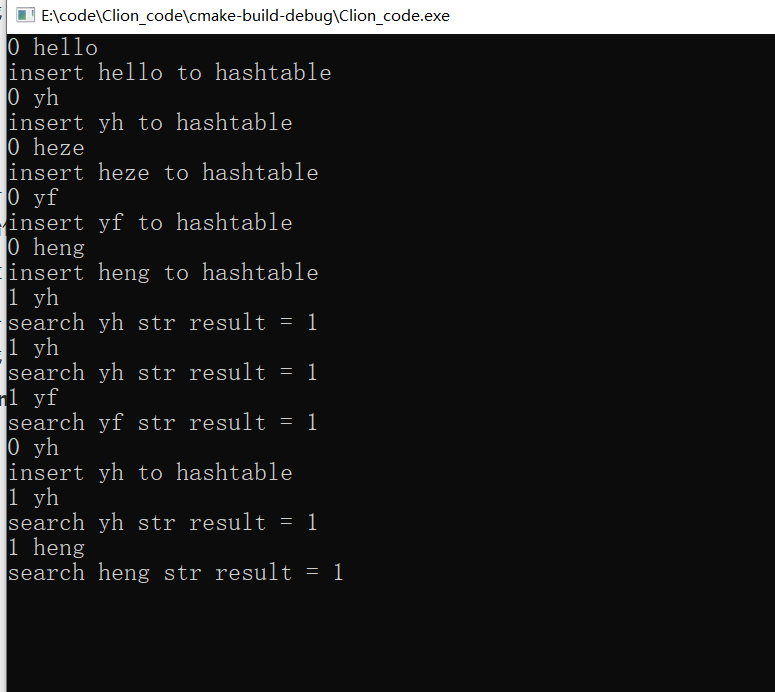 E:\code\Clion_code\cmake-build-debug\Clion_code.exe
0 hello
insert hello to hashtable
0 yh
insert yh to hashtable
0 heze
insert heze to hashtable
0 yf
insert yf to hashtable
0 heng
insert heng to hashtable
1 yh
search yh str result = 1
1 yh
search yh str result = 1
1 yf
search yf str result = 1
0 yh
insert yh to hashtable
1 yh
search yh str result = 1
1 heng
search heng str result = 1